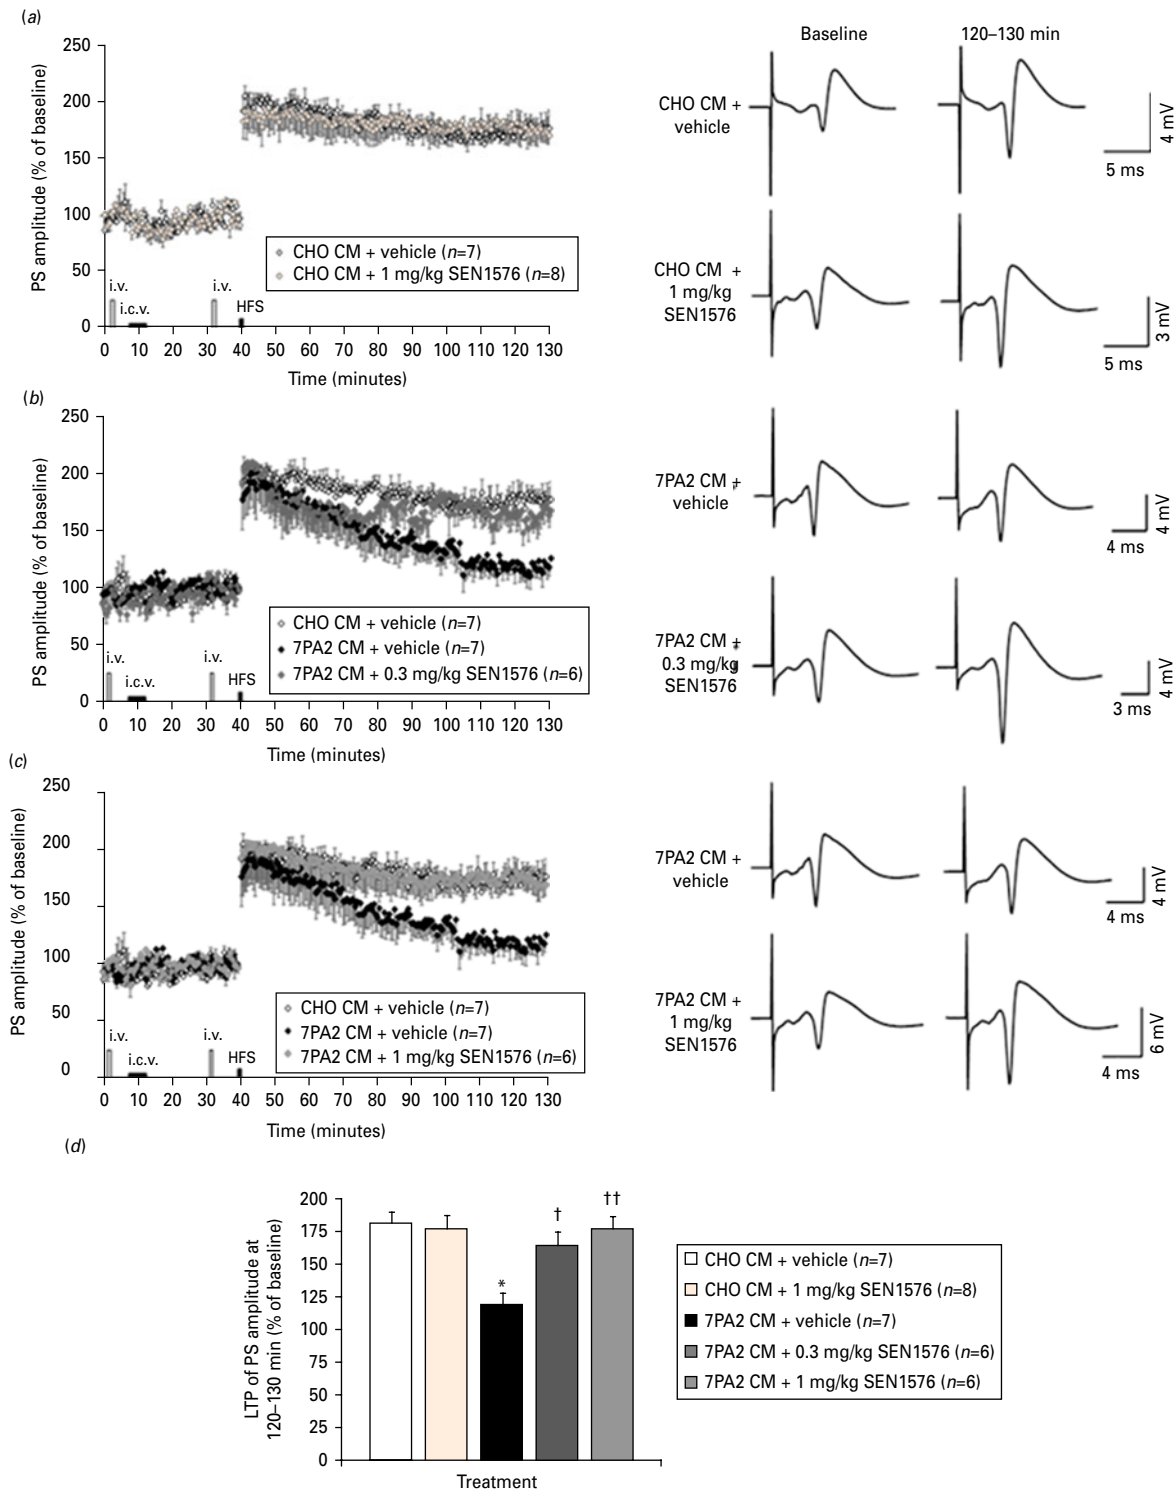 (a)
250
200
150
100
50
0
PS amplitude (% of baseline)
i.v.
i.c.v.
i.v.
HFS
CHO CM + vehicle (n=7)
CHO CM + 1 mg/kg SEN1576 (n=8)
0 10 20 30 40 50 60 70 80 90 100 110 120 130
Time (minutes)
Baseline
120–130 min
CHO CM +
vehicle
4 mV
5 ms
CHO CM +
1 mg/kg
SEN1576
3 mV
5 ms
(b)
250
200
150
100
50
0
PS amplitude (% of baseline)
i.v.
i.c.v.
i.v.
HFS
CHO CM + vehicle (n=7)
7PA2 CM + vehicle (n=7)
7PA2 CM + 0.3 mg/kg SEN1576 (n=6)
0 10 20 30 40 50 60 70 80 90 100 110 120 130
Time (minutes)
7PA2 CM +
vehicle
4 mV
4 ms
7PA2 CM +
0.3 mg/kg
SEN1576
4 mV
3 ms
(c)
250
200
150
100
50
0
PS amplitude (% of baseline)
i.v.
i.c.v.
i.v.
HFS
CHO CM + vehicle (n=7)
7PA2 CM + vehicle (n=7)
7PA2 CM + 1 mg/kg SEN1576 (n=6)
0 10 20 30 40 50 60 70 80 90 100 110 120 130
Time (minutes)
7PA2 CM +
vehicle
4 mV
4 ms
7PA2 CM +
1 mg/kg
SEN1576
6 mV
4 ms
(d)
200
175
150
125
100
75
50
25
0
LTP of PS amplitude at
120–130 min (% of baseline)
*
†
††
Treatment
CHO CM + vehicle (n=7)
CHO CM + 1 mg/kg SEN1576 (n=8)
7PA2 CM + vehicle (n=7)
7PA2 CM + 0.3 mg/kg SEN1576 (n=6)
7PA2 CM + 1 mg/kg SEN1576 (n=6)